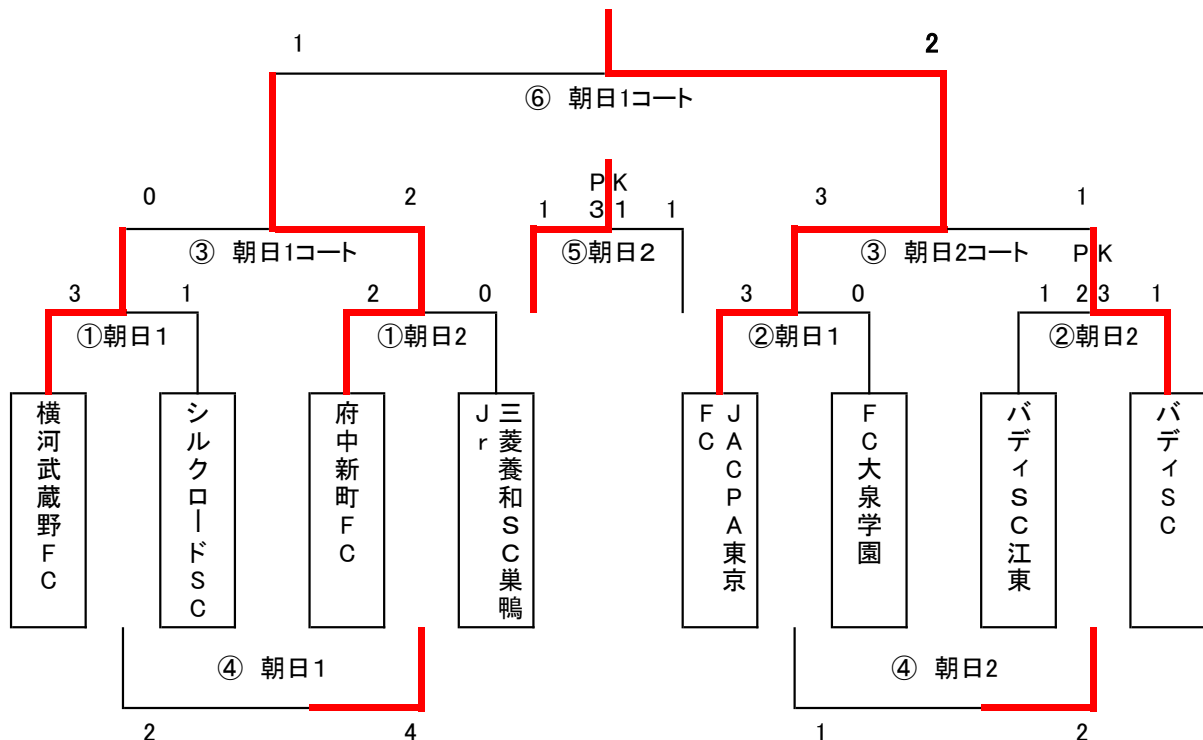 1 2
⑥ 朝日1コート
0 2 PK 3 1
1 31 1
③ 朝日1コート ⑤朝日2 ③ 朝日2コート PK
3 1 2 0 3 0 1 23 1
①朝日1 ①朝日2 ②朝日1 ②朝日2
横河武蔵野FC
シルクロードSC
府中新町FC
三菱養和SC巣鴨
Jr
JACPA東京
FC
FC大泉学園
バディSC江東
バディSC
④ 朝日1 ④ 朝日2
2 4 1 2